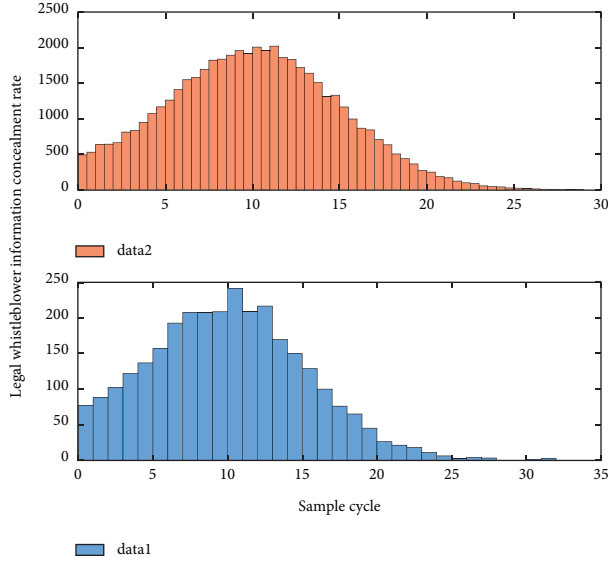 Legal whistleblower information concealment rate
2500
2000
1500
1000
500
0
0 5 10 15 20 25 30
data2
250
200
150
100
50
0
0 5 10 15 20 25 30 35
Sample cycle
data1